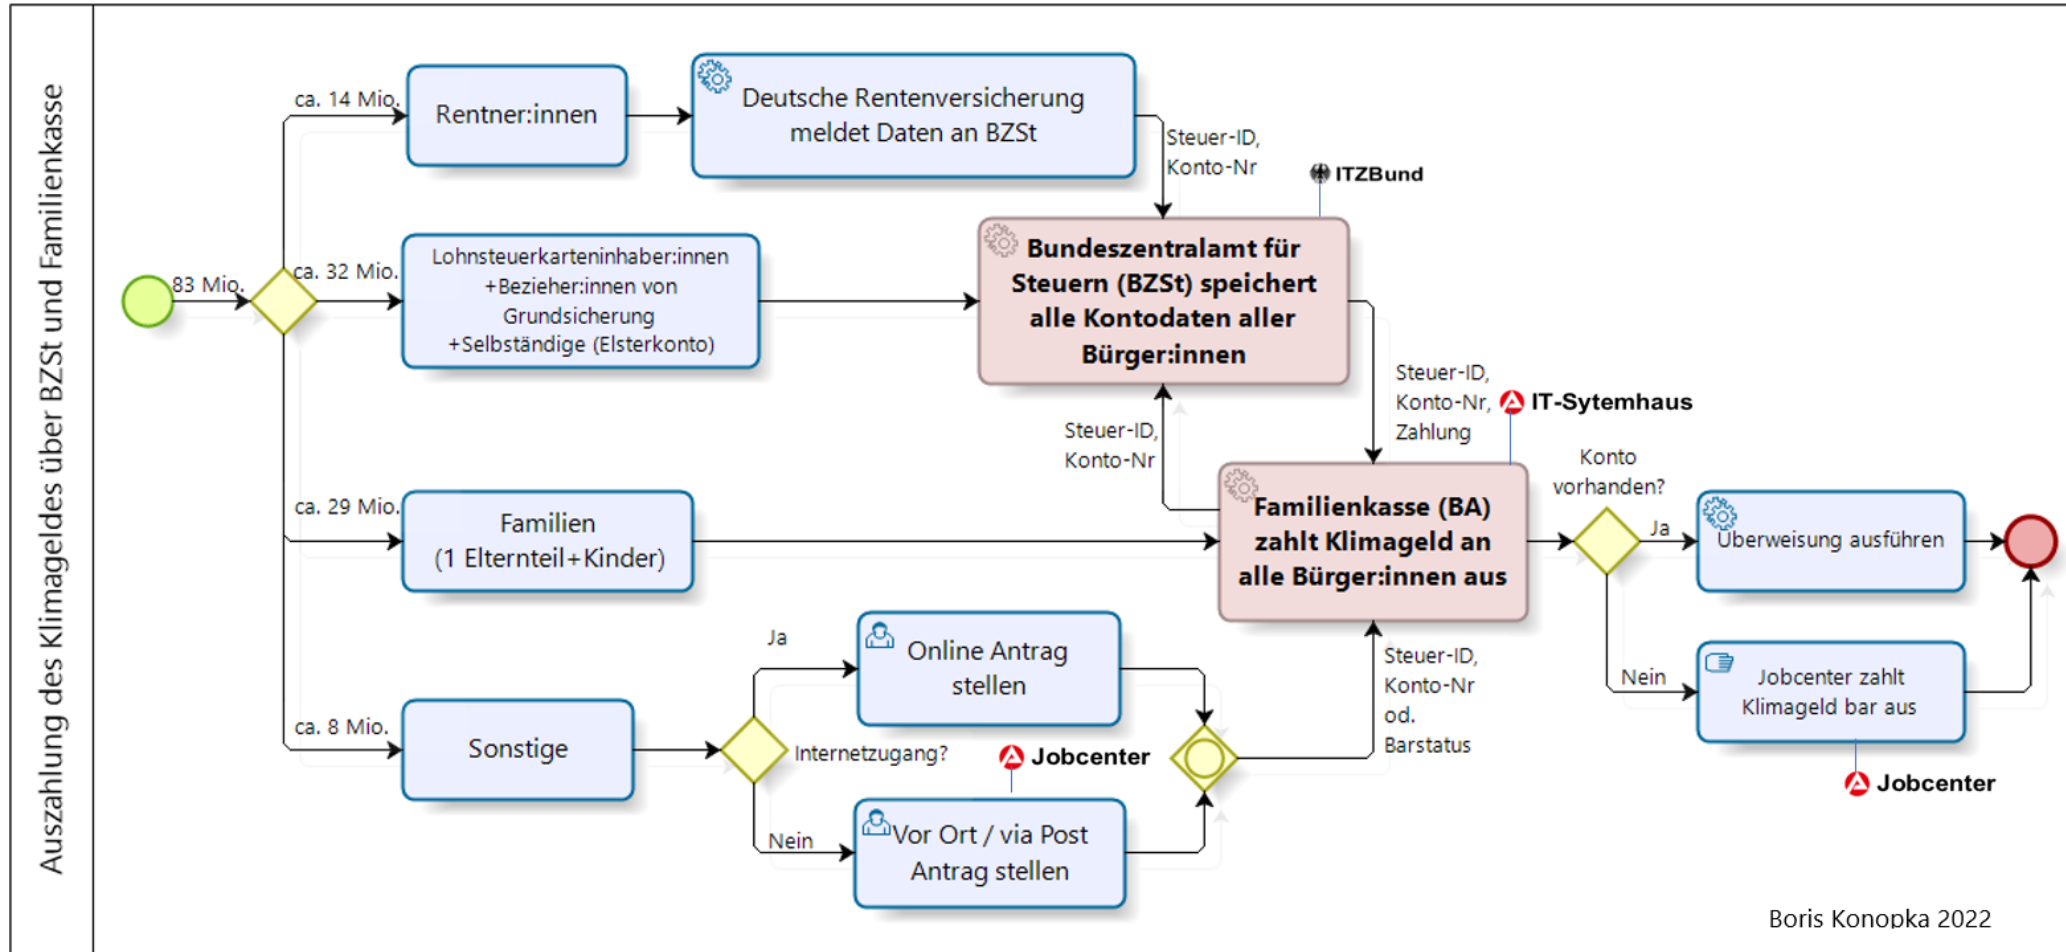 Auszahlung des Klimageldes über BZSt und Familienkasse
83 Mio.
ca. 14 Mio.
Rentner:innen
Deutsche Rentenversicherung
meldet Daten an BZSt
Steuer-ID,
Konto-Nr
ITZBund
ca. 32 Mio.
Lohnsteuerkarteninhaber:innen
+Bezieher:innen von
Grundsicherung
+Selbständige (Elsterkonto)
Bundeszentralamt für
Steuern (BZSt) speichert
alle Kontodaten aller
Bürger:innen
Steuer-ID,
Konto-Nr,
Zahlung
IT-Sytemhaus
Steuer-ID,
Konto-Nr
ca. 29 Mio.
Familien
(1 Elternteil+Kinder)
Familienkasse (BA)
zahlt Klimageld an
alle Bürger:innen aus
Konto
vorhanden?
Ja
Überweisung ausführen
Nein
Jobcenter zahlt
Klimageld bar aus
Jobcenter
ca. 8 Mio.
Sonstige
Internetzugang?
Ja
Online Antrag
stellen
Nein
Jobcenter
Vor Ort / via Post
Antrag stellen
Steuer-ID,
Konto-Nr
od.
Barstatus
Boris Konopka 2022